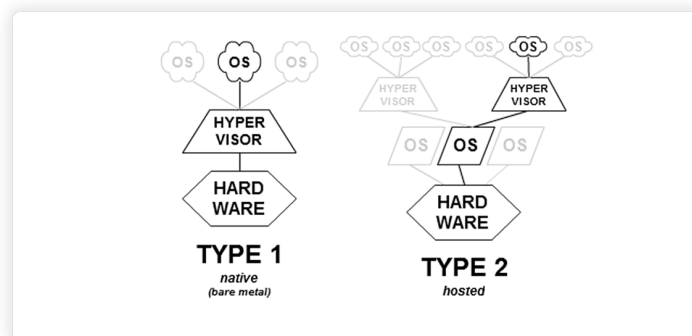 OS OS OS
HYPER
VISOR
HARD
WARE
TYPE 1
native
(bare metal)
OS OS OS OS OS OS
HYPER
VISOR
HYPER
VISOR
OS OS OS
HARD
WARE
TYPE 2
hosted